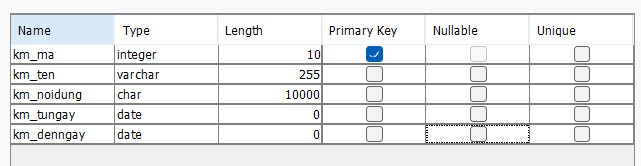 Name Type Length Primary Key Nullable Unique
km_ma integer 10
km_ten varchar 255
km_noidung char 10000
km_tungay date 0
km_denngay date 0